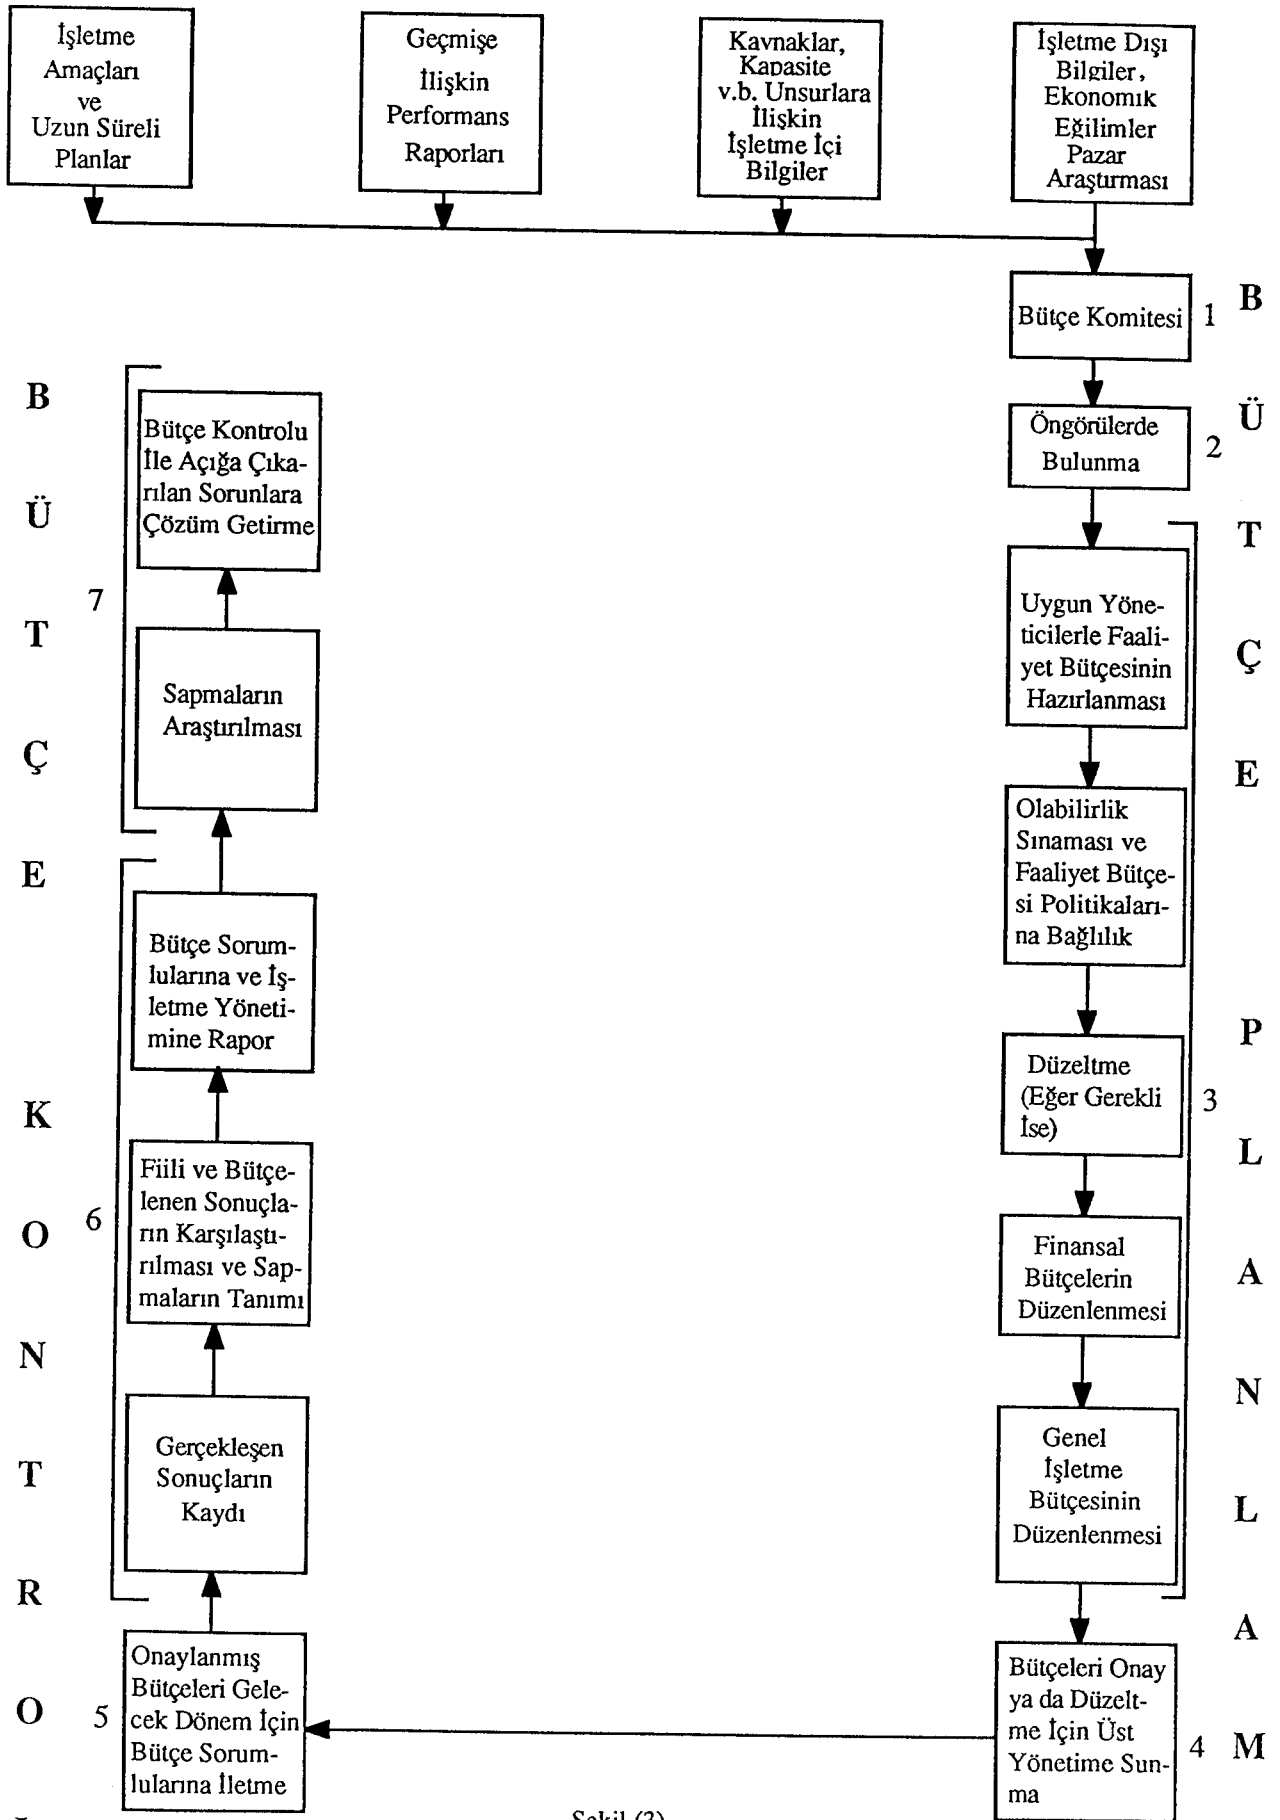 İşletme
Amaçları
ve
Uzun Süreli
Planlar
Geçmişe
İlişkin
Performans
Raporları
Kaynaklar,
Kapasite
v.b. Unsurlara
İlişkin
İşletme İçi
Bilgiler
İşletme Dışı
Bilgiler,
Ekonomik
Eğilimler
Pazar
Araştırması
Bütçe Komitesi
1
Öngörülerde
Bulunma
2
Uygun Yöne-
ticilerle Faali-
yet Bütçesinin
Hazırlanması
Olabilirlik
Sınaması ve
Faaliyet Bütçe-
si Politikaları-
na Bağlılık
Düzeltme
(Eğer Gerekli
İse)
3
Finansal
Bütçelerin
Düzenlenmesi
Genel
İşletme
Bütçesinin
Düzenlenmesi
Bütçeleri Onay
ya da Düzelt-
me İçin Üst
Yönetime Sun-
ma
4
B
Ü
T
Ç
E
P
L
A
N
L
A
M
Bütçe Kontrolu
İle Açığa Çıka-
rılan Sorunlara
Çözüm Getirme
7
Sapmaların
Araştırılması
Bütçe Sorum-
lularına ve İş-
letme Yöneti-
mine Rapor
Fiili ve Bütçe-
lenen Sonuçla-
rın Karşılaştı-
rılması ve Sap-
maların Tanımı
6
Gerçekleşen
Sonuçların
Kaydı
Onaylanmış
Bütçeleri Gele-
cek Dönem İçin
Bütçe Sorum-
lularına İletme
5
B
Ü
T
Ç
E
K
O
N
T
R
O
Şekil (3)